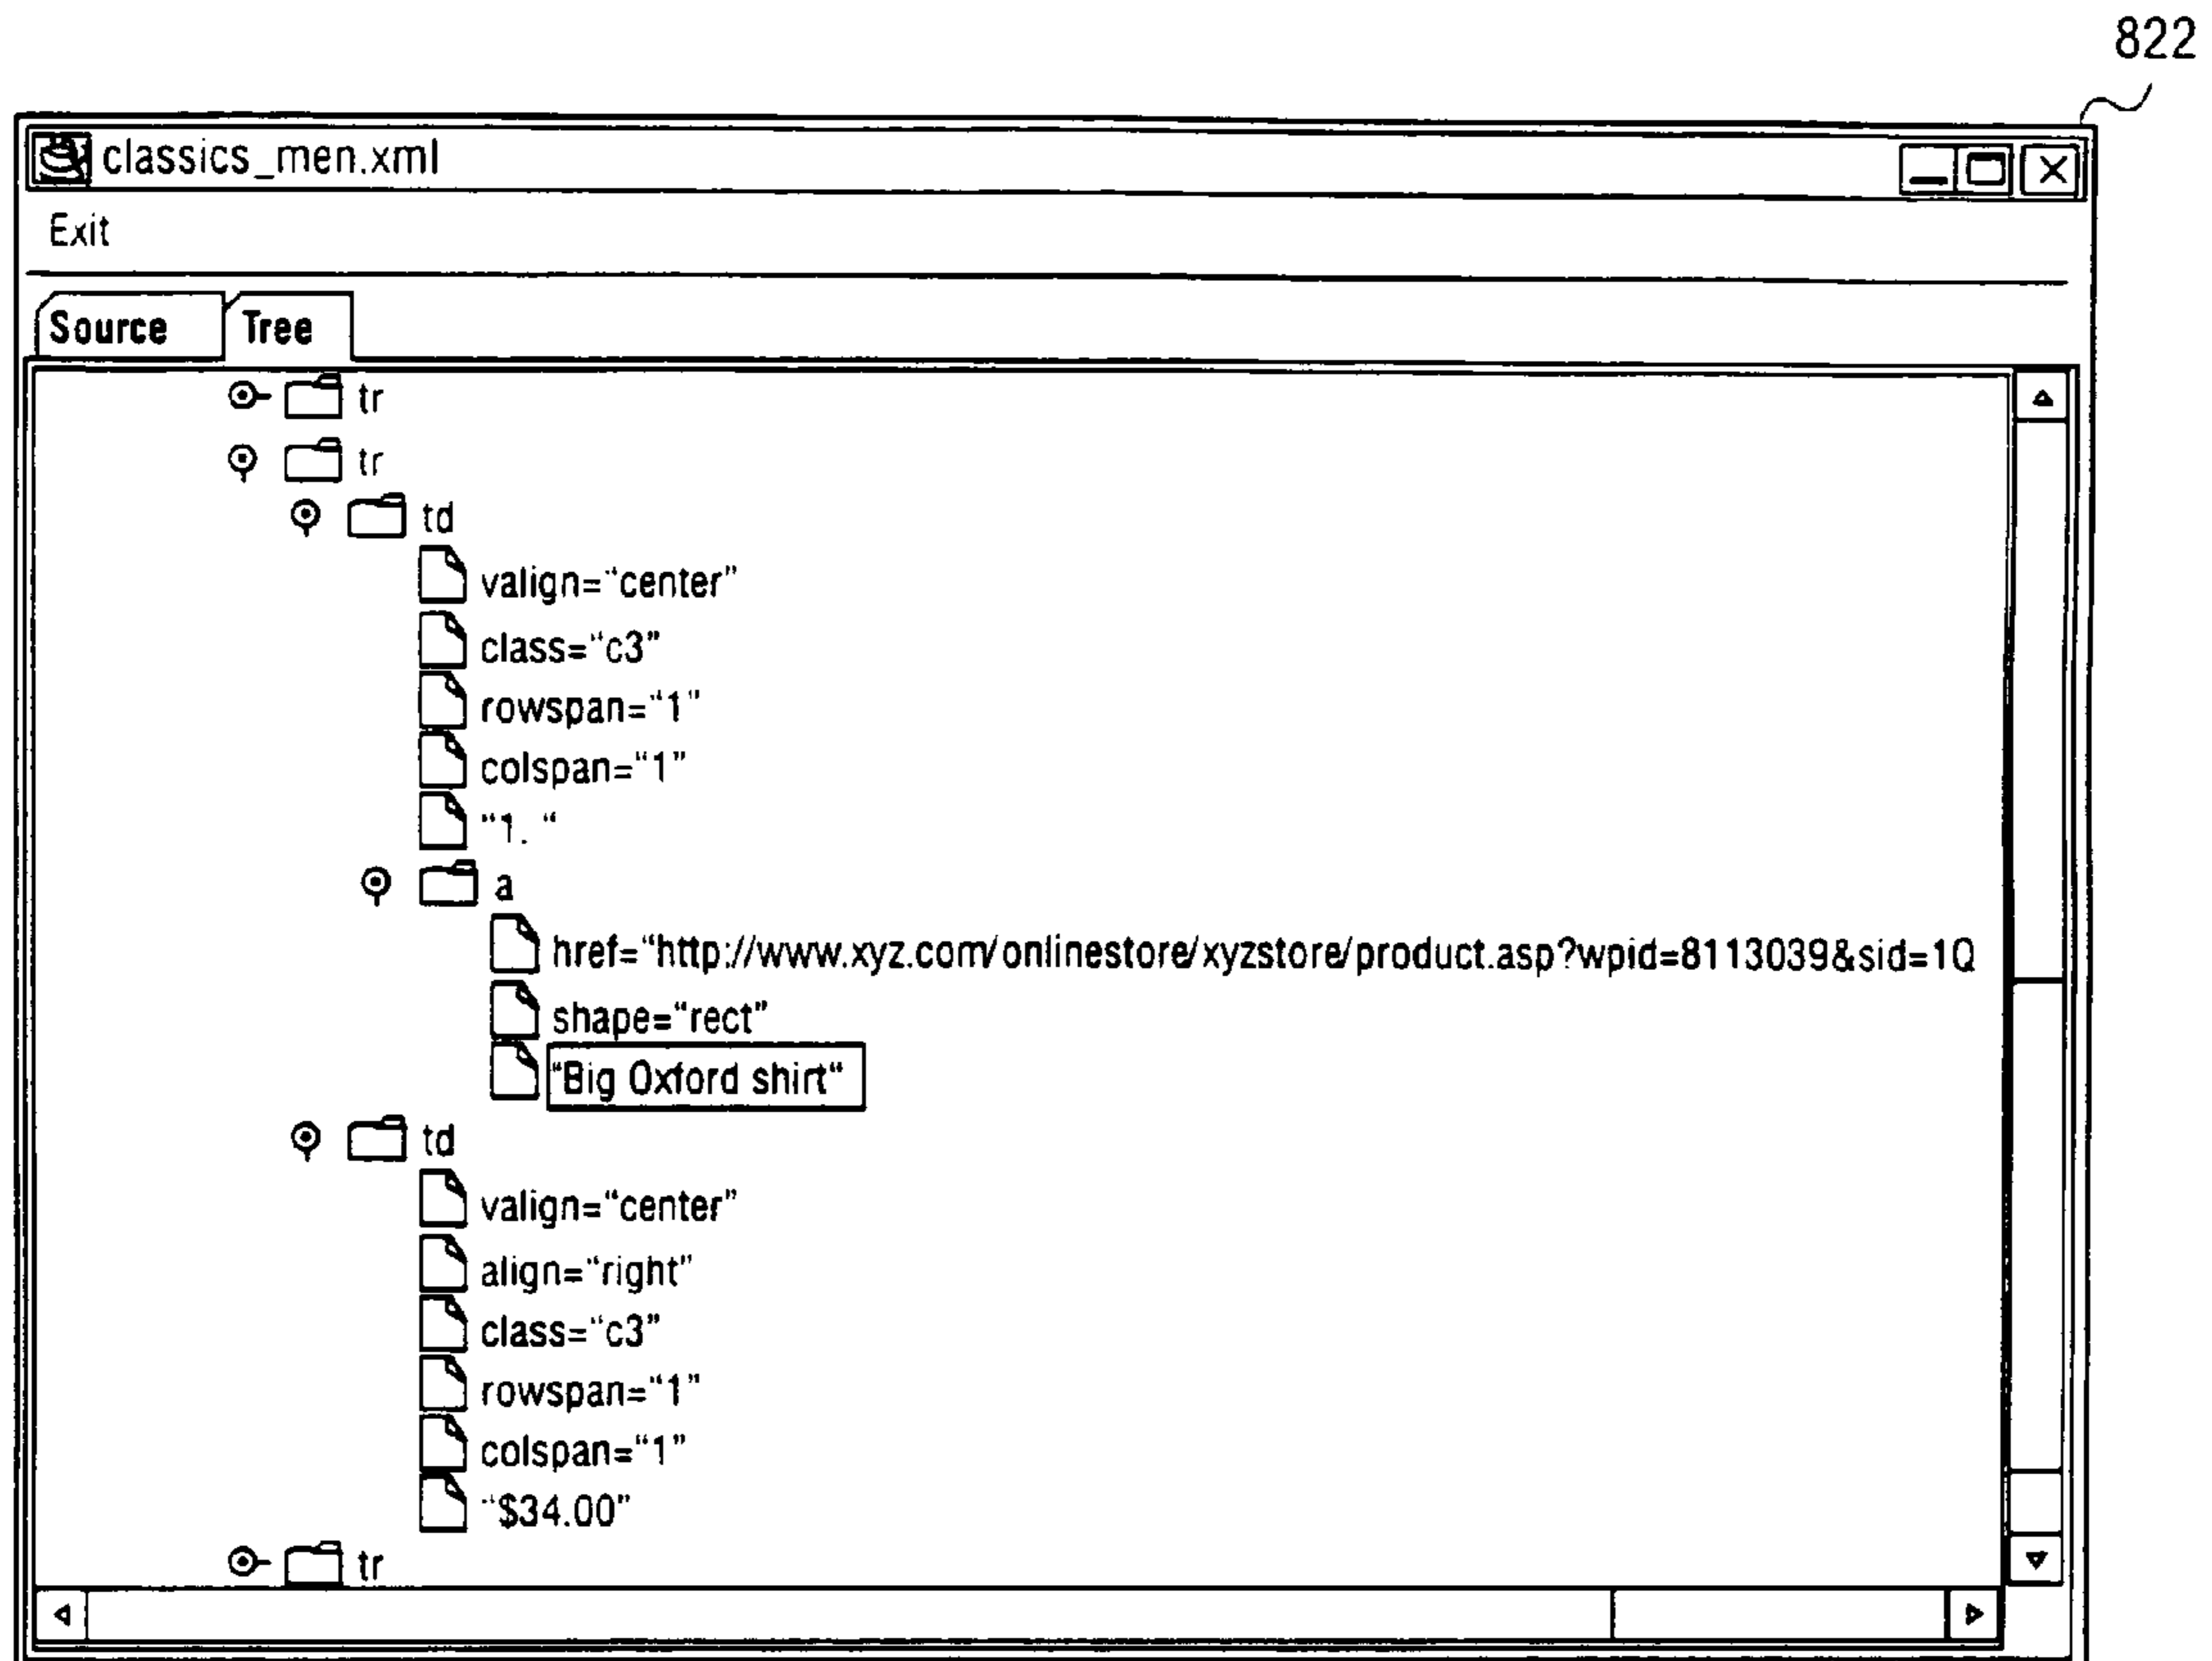 822
classics_men.xml
Exit
Source Tree
tr
tr
td
valign="center"
class="c3"
rowspan="1"
colspan="1"
"1. "
a
href="http://www.xyz.com/onlinestore/xyzstore/product.asp?wpid=8113039&sid=1Q
shape="rect"
"Big Oxford shirt"
td
valign="center"
align="right"
class="c3"
rowspan="1"
colspan="1"
"$34.00"
tr